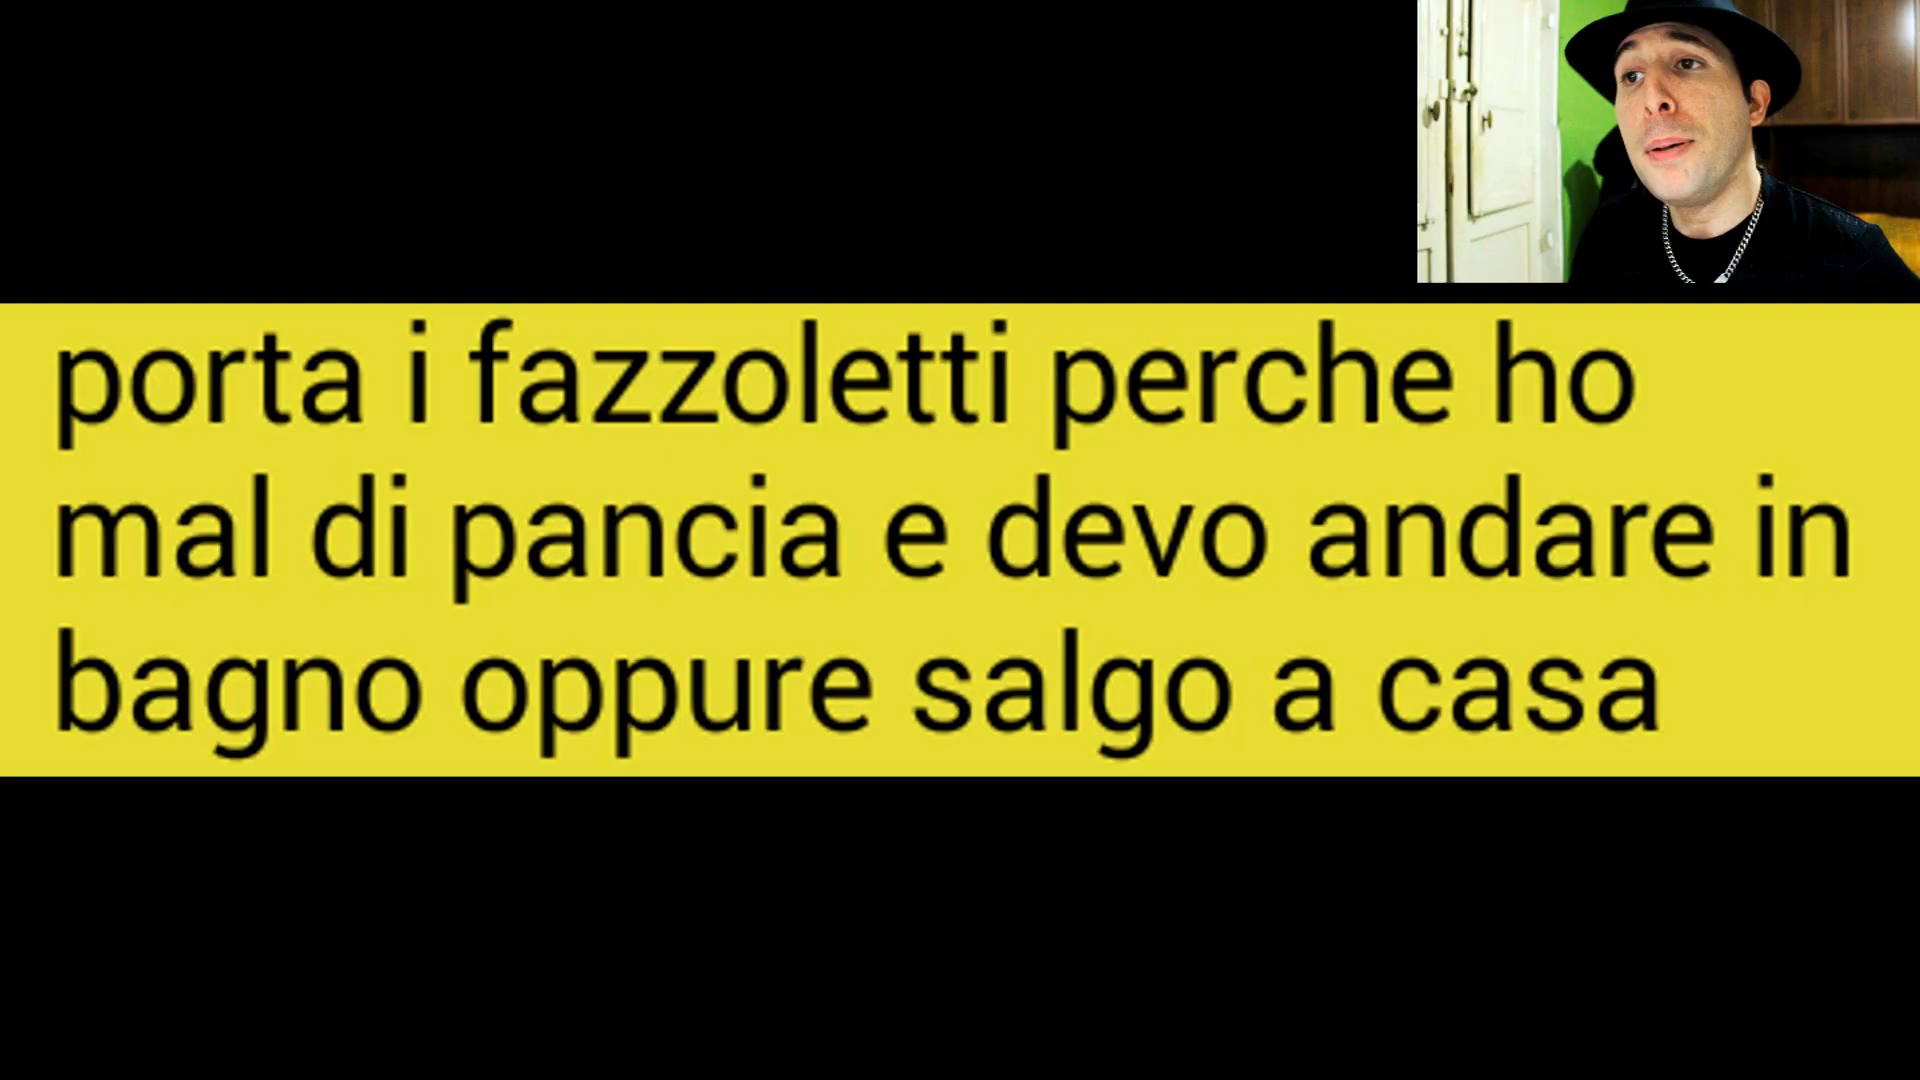 porta i fazzoletti perche ho
mal di pancia e devo andare in
bagno oppure salgo a casa